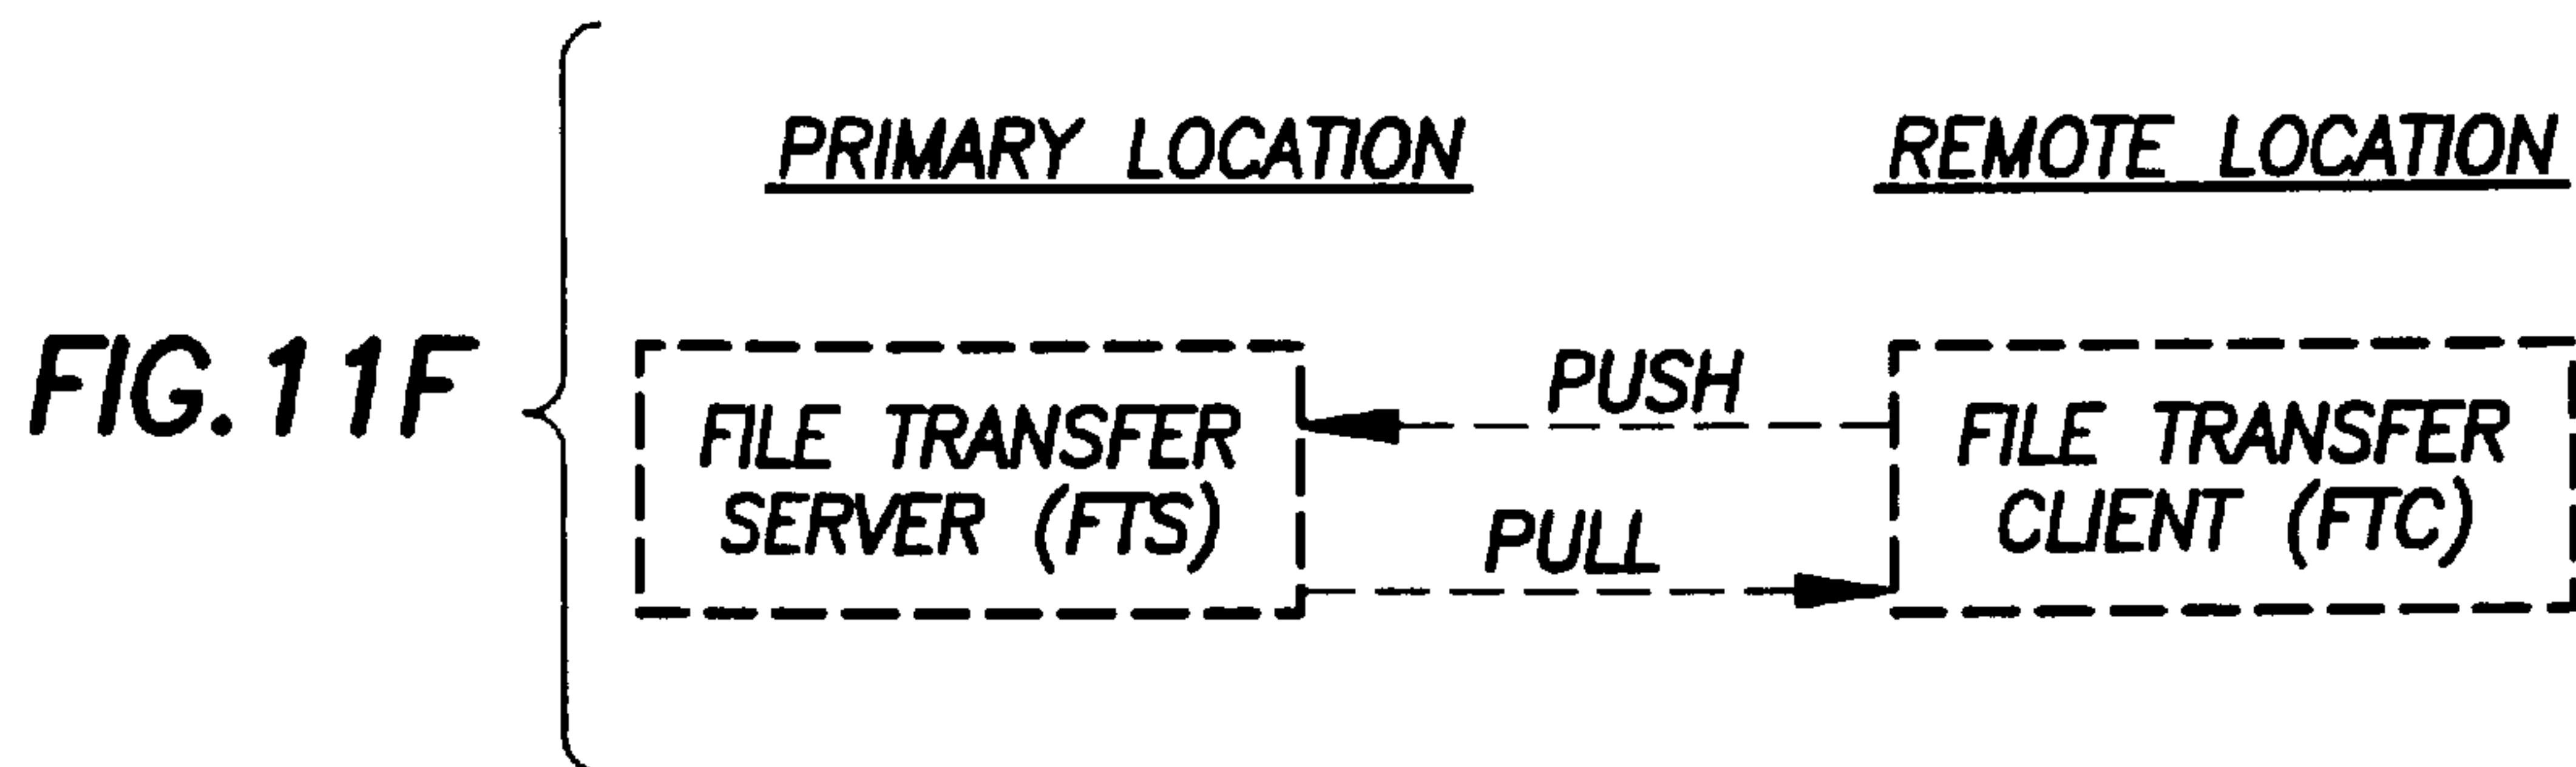 PRIMARY LOCATION
REMOTE LOCATION
FIG. 11F
FILE TRANSFER
SERVER (FTS)
PUSH
PULL
FILE TRANSFER
CLIENT (FTC)